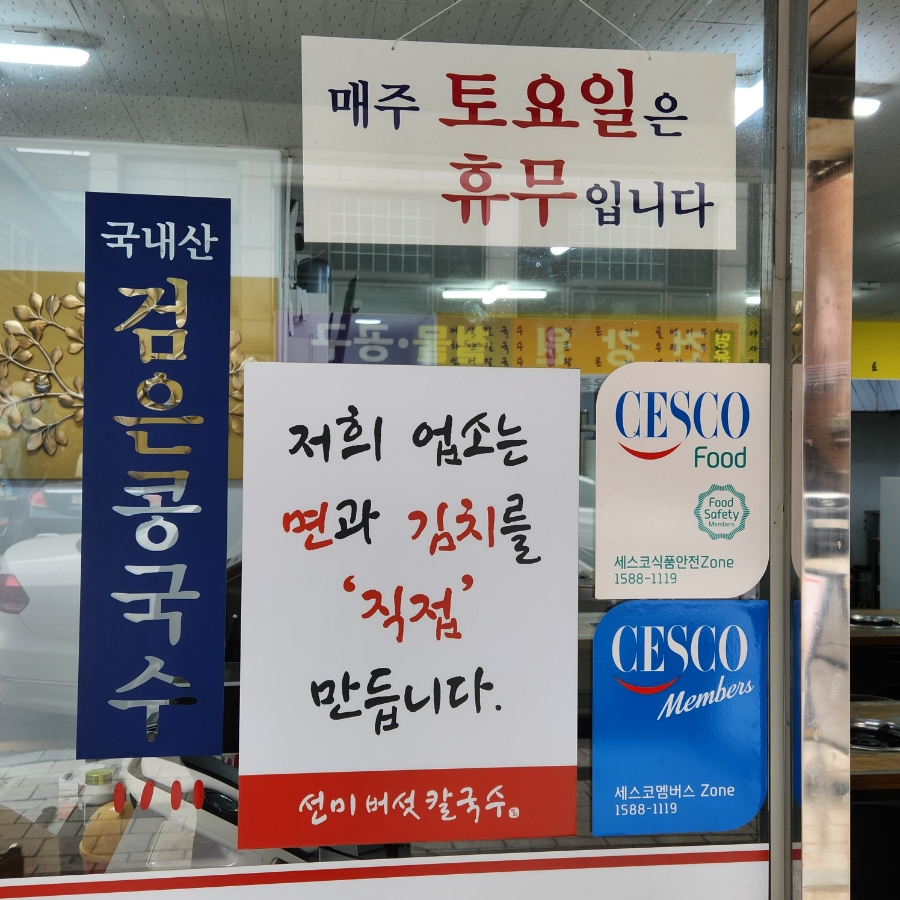 매주 토요일은
휴무입니다
국내산
검은콩국수
저희 업소는
면과 김치를
‘직접’
만듭니다.
선미버섯칼국수
CESCO
Food
Food
Safety
Members
세스코식품안전Zone
1588-1119
CESCO
Members
세스코멤버스 Zone
1588-1119